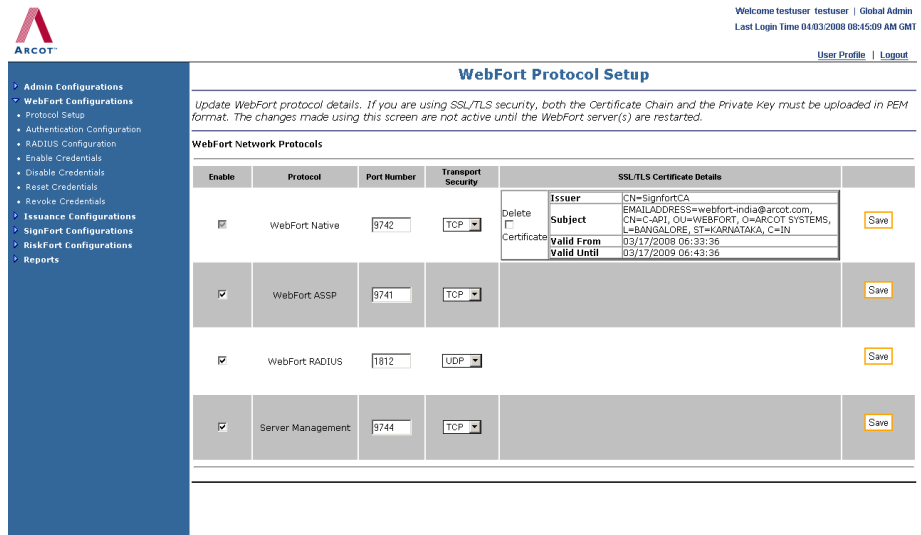 Welcome testuser testuser | Global Admin
Last Login Time 04/03/2008 08:45:09 AM GMT
ARCOT™
User Profile | Logout
Admin Configurations
WebFort Configurations
Protocol Setup
Authentication Configuration
RADIUS Configuration
Enable Credentials
Disable Credentials
Reset Credentials
Revoke Credentials
Issuance Configurations
SignFort Configurations
RiskFort Configurations
Reports
WebFort Protocol Setup
Update WebFort protocol details. If you are using SSL/TLS security, both the Certificate Chain and the Private Key must be uploaded in PEM
format. The changes made using this screen are not active until the WebFort server(s) are restarted.
WebFort Network Protocols
Enable Protocol Port Number Transport Security SSL/TLS Certificate Details
WebFort Native 9742 TCP
Delete
Certificate
Issuer CN=SignfortCA
Subject EMAILADDRESS=webfort-india@arcot.com,
CN=C-API, OU=WEBFORT, O=ARCOT SYSTEMS,
L=BANGALORE, ST=KARNATAKA, C=IN
Valid From 03/17/2008 06:33:36
Valid Until 03/17/2009 06:43:36
Save
WebFort ASSP 9741 TCP Save
WebFort RADIUS 1812 UDP Save
Server Management 9744 TCP Save